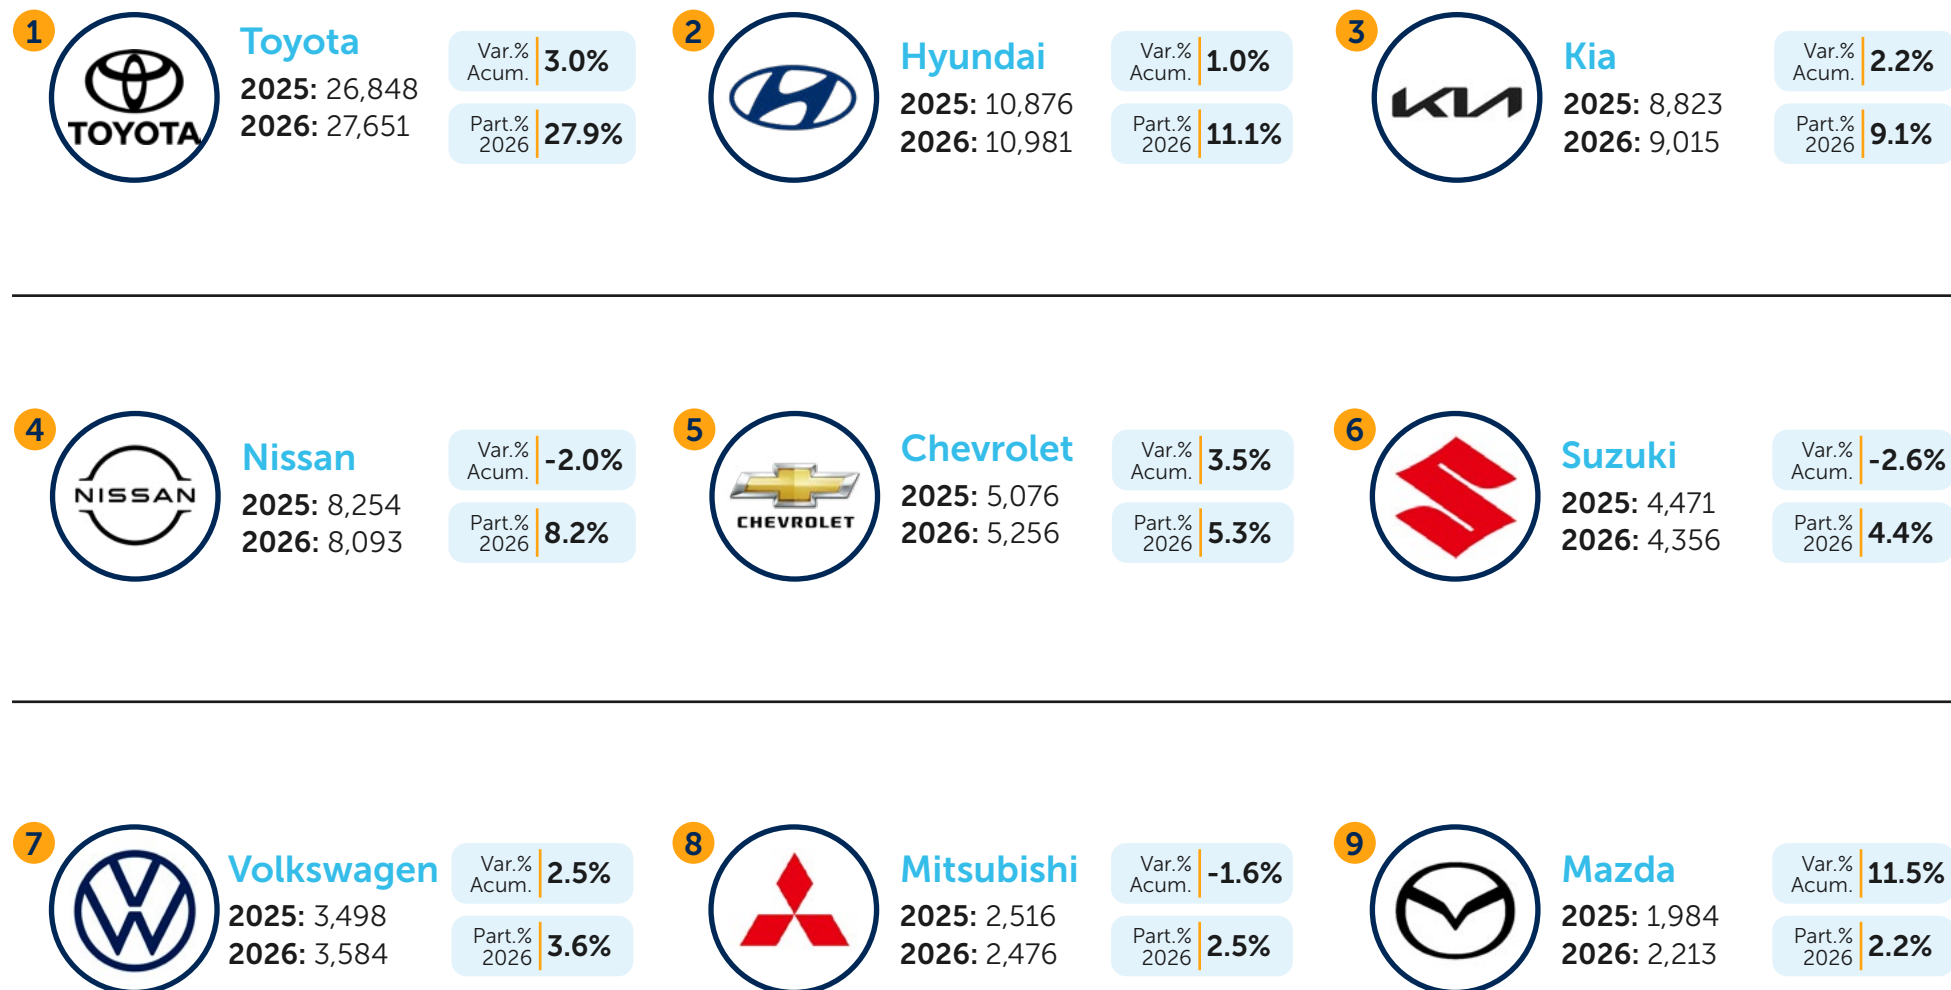 1
TOYOTA
Toyota
2025: 26,848
2026: 27,651
Var.%
Acum.
3.0%
Part.%
2026
27.9%
2
Hyundai
2025: 10,876
2026: 10,981
Var.%
Acum.
1.0%
Part.%
2026
11.1%
3
KIA
Kia
2025: 8,823
2026: 9,015
Var.%
Acum.
2.2%
Part.%
2026
9.1%
4
NISSAN
Nissan
2025: 8,254
2026: 8,093
Var.%
Acum.
-2.0%
Part.%
2026
8.2%
5
CHEVROLET
Chevrolet
2025: 5,076
2026: 5,256
Var.%
Acum.
3.5%
Part.%
2026
5.3%
6
Suzuki
2025: 4,471
2026: 4,356
Var.%
Acum.
-2.6%
Part.%
2026
4.4%
7
Volkswagen
2025: 3,498
2026: 3,584
Var.%
Acum.
2.5%
Part.%
2026
3.6%
8
Mitsubishi
2025: 2,516
2026: 2,476
Var.%
Acum.
-1.6%
Part.%
2026
2.5%
9
Mazda
2025: 1,984
2026: 2,213
Var.%
Acum.
11.5%
Part.%
2026
2.2%